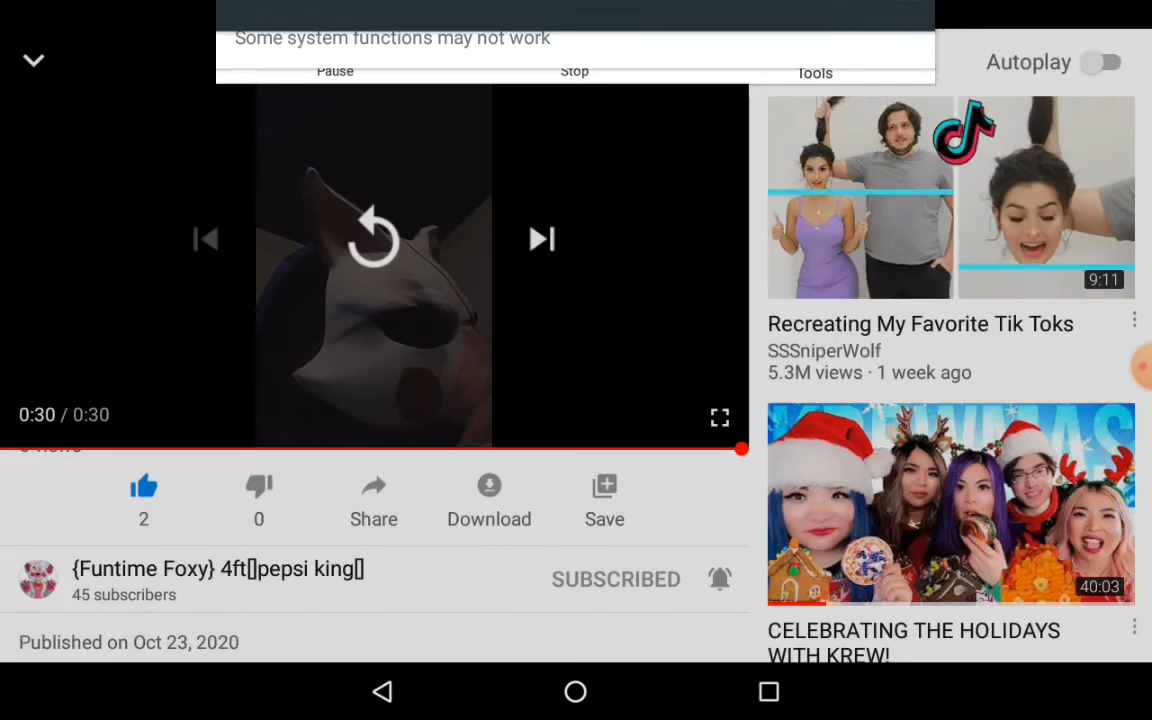 Some system functions may not work
Pause
Stop
Tools
Autoplay
0:30 / 0:30
2
0
Share
Download
Save
{Funtime Foxy} 4ft[]pepsi king[]
45 subscribers
SUBSCRIBED
Published on Oct 23, 2020
9:11
Recreating My Favorite Tik Toks
SSSniperWolf
5.3M views · 1 week ago
40:03
CELEBRATING THE HOLIDAYS
WITH KREW!